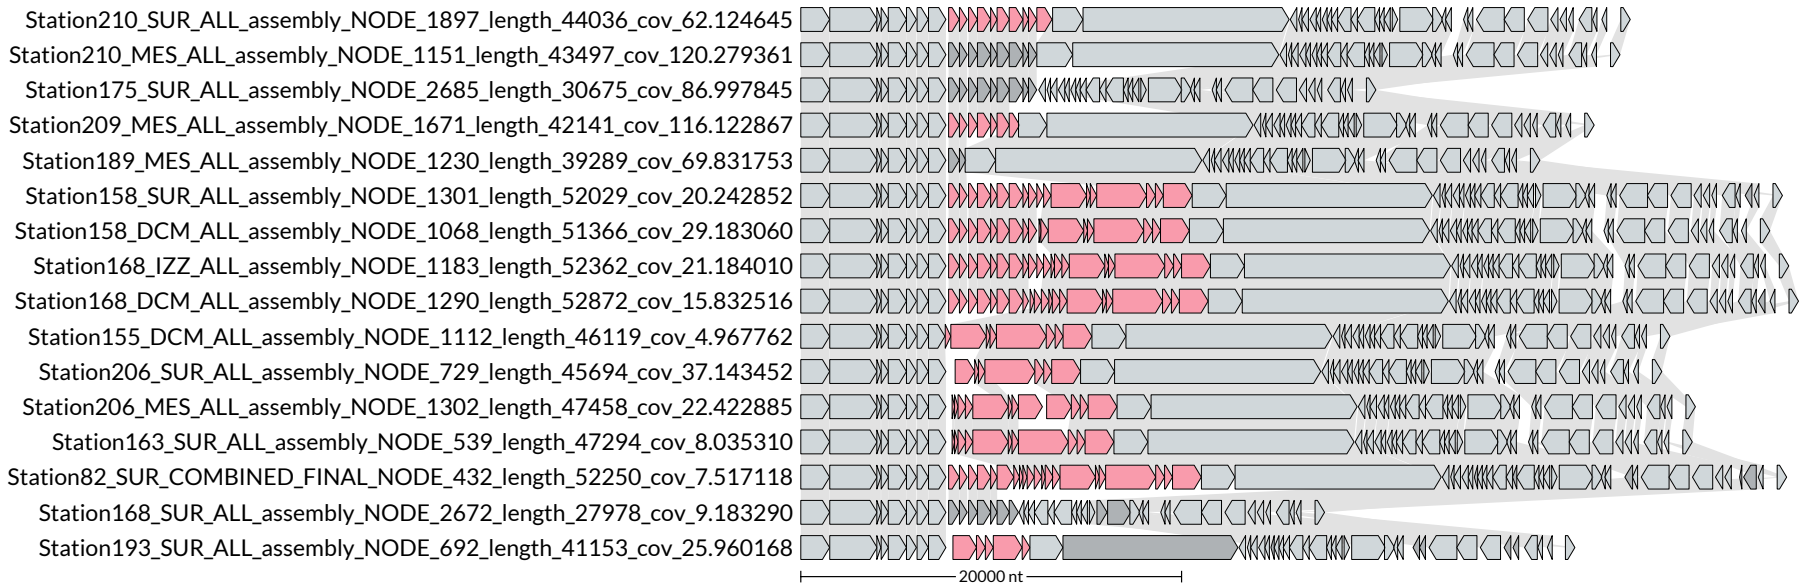 Station210_SUR_ALL_assembly_NODE_1897_length_44036_cov_62.124645
Station210_MES_ALL_assembly_NODE_1151_length_43497_cov_120.279361
Station175_SUR_ALL_assembly_NODE_2685_length_30675_cov_86.997845
Station209_MES_ALL_assembly_NODE_1671_length_42141_cov_116.122867
Station189_MES_ALL_assembly_NODE_1230_length_39289_cov_69.831753
Station158_SUR_ALL_assembly_NODE_1301_length_52029_cov_20.242852
Station158_DCM_ALL_assembly_NODE_1068_length_51366_cov_29.183060
Station168_IZZ_ALL_assembly_NODE_1183_length_52362_cov_21.184010
Station168_DCM_ALL_assembly_NODE_1290_length_52872_cov_15.832516
Station155_DCM_ALL_assembly_NODE_1112_length_46119_cov_4.967762
Station206_SUR_ALL_assembly_NODE_729_length_45694_cov_37.143452
Station206_MES_ALL_assembly_NODE_1302_length_47458_cov_22.422885
Station163_SUR_ALL_assembly_NODE_539_length_47294_cov_8.035310
Station82_SUR_COMBINED_FINAL_NODE_432_length_52250_cov_7.517118
Station168_SUR_ALL_assembly_NODE_2672_length_27978_cov_9.183290
Station193_SUR_ALL_assembly_NODE_692_length_41153_cov_25.960168
20000 nt